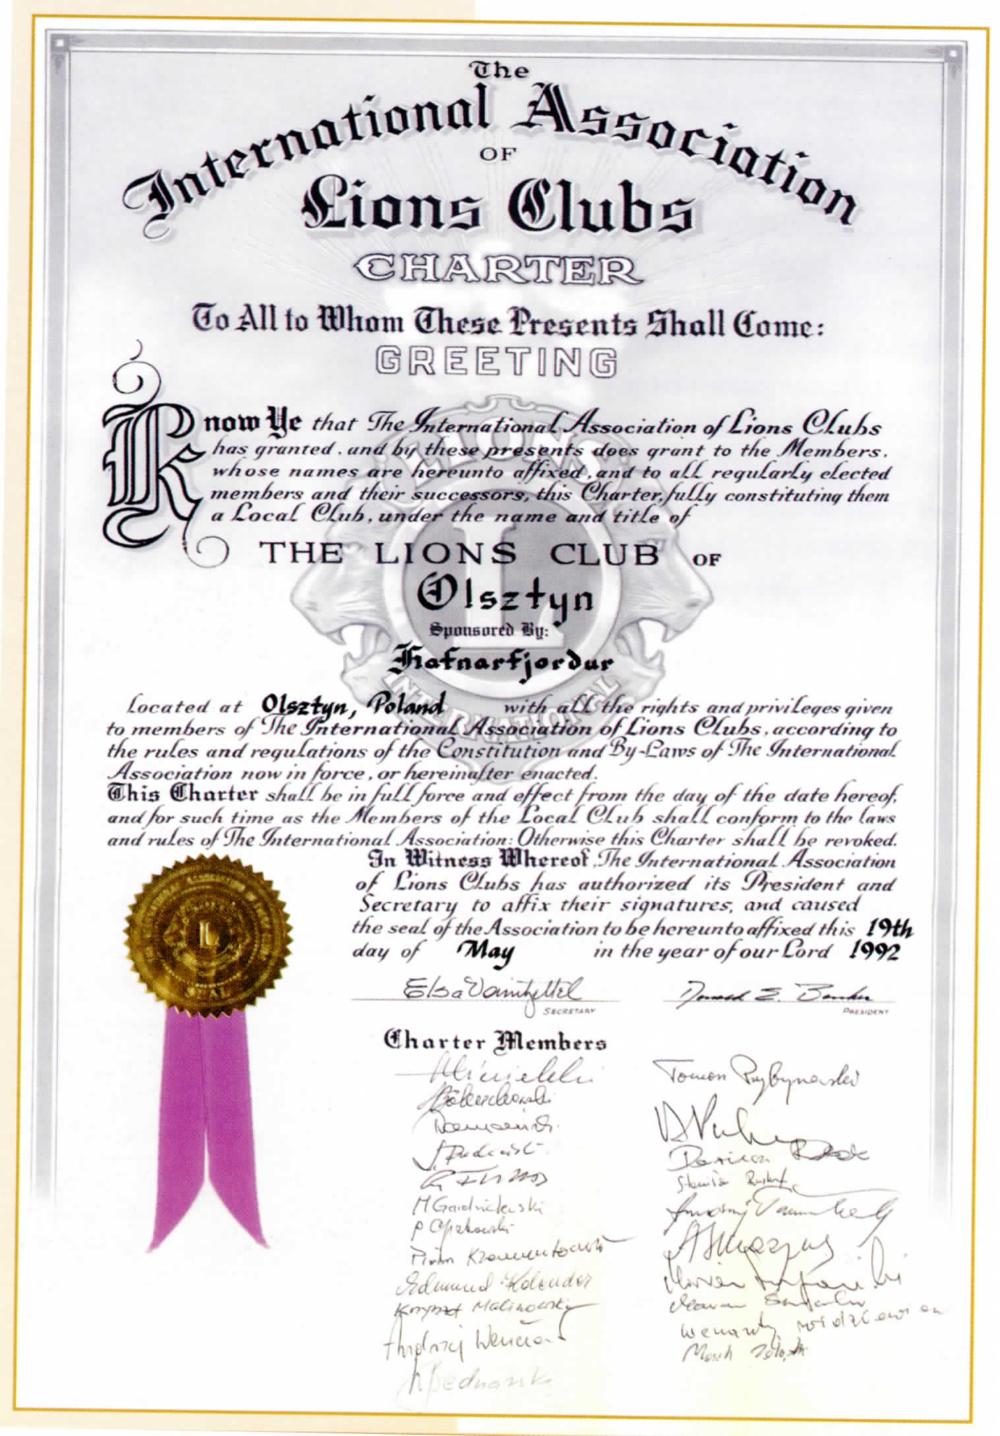 The
International Association
OF
Lions Clubs
CHARTER
To All to Whom These Presents Shall Come:
GREETING
Know Ye that The International Association of Lions Clubs
has granted, and by these presents does grant to the Members,
whose names are hereunto affixed, and to all regularly elected
members and their successors, this Charter, fully constituting them
a Local Club, under the name and title of
THE LIONS CLUB OF
Olsztyn
Sponsored By:
Hafnarfjordur
Located at Olsztyn, Poland with all the rights and privileges given
to members of The International Association of Lions Clubs, according to
the rules and regulations of the Constitution and By-Laws of The International
Association now in force, or hereinafter enacted.
This Charter shall be in full force and effect from the day of the date hereof,
and for such time as the Members of the Local Club shall conform to the laws
and rules of The International Association: Otherwise this Charter shall be revoked.
In Witness Whereof, The International Association
of Lions Clubs has authorized its President and
Secretary to affix their signatures, and caused
the seal of the Association to be hereunto affixed this 19th
day of May in the year of our Lord 1992
SECRETARY
PRESIDENT
Charter Members
Edmund Kolender
Malinowski
Andrzej
Bednarski
LIONS
L
INTERNATIONAL
L
SEAL